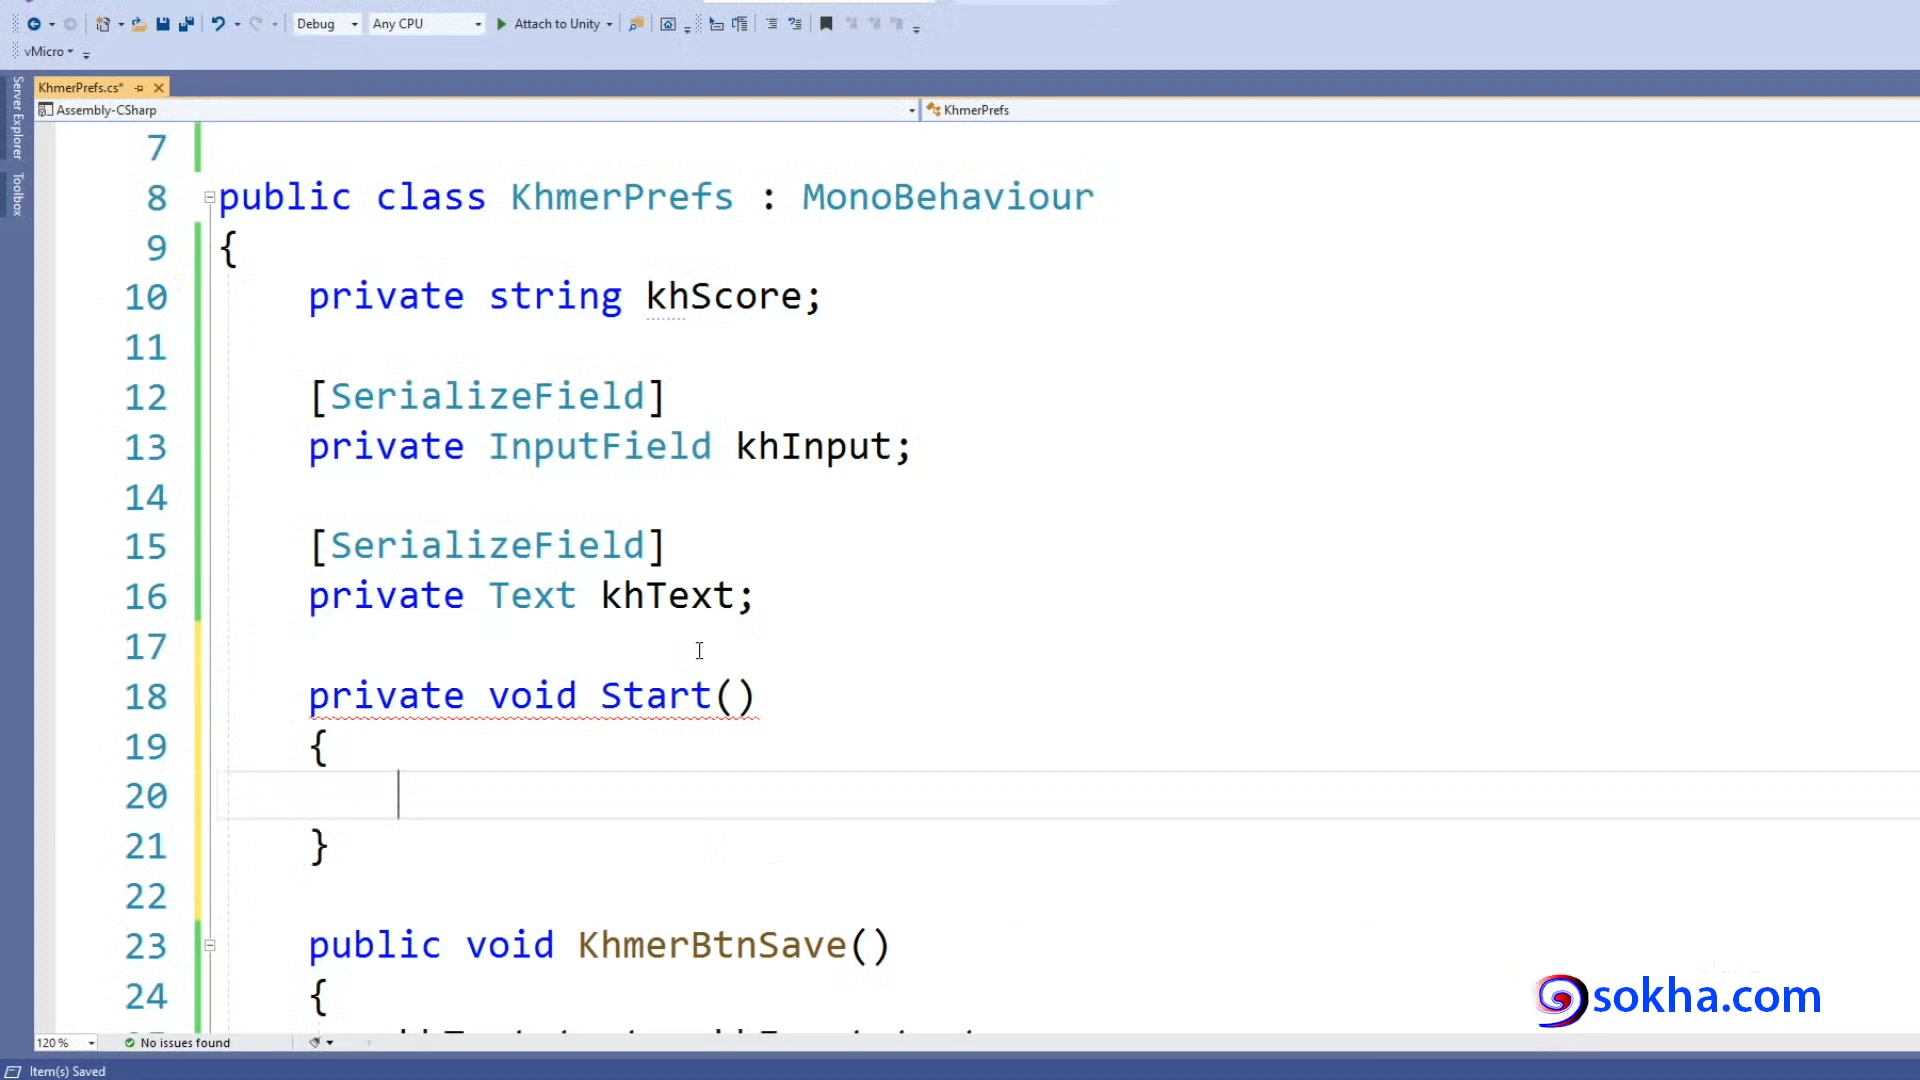 Debug
Any CPU
Attach to Unity
vMicro
Server Explorer
Toolbox
KhmerPrefs.cs*
Assembly-CSharp
KhmerPrefs
7
8 public class KhmerPrefs : MonoBehaviour
9 {
10 private string khScore;
11
12 [SerializeField]
13 private InputField khInput;
14
15 [SerializeField]
16 private Text khText;
17
18 private void Start()
19 {
20
21 }
22
23 public void KhmerBtnSave()
24 {
sokha.com
120 %
No issues found
Item(s) Saved